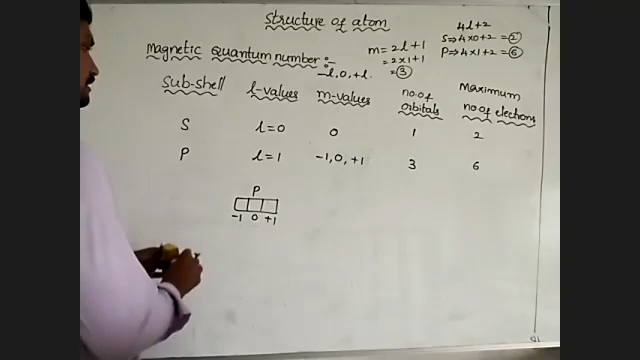 Structure of atom
4l+2
m=2l+1
S⇒4×0+2=2
Magnetic Quantum number :-
=2×1+1
P⇒4×1+2=6
-l,0,+l.
=3
Sub-shell l-values m-values no.of orbitals Maximum no.of elections
S l=0 0 1 2
P l=1 -1,0,+1 3 6
P
-1 0 +1